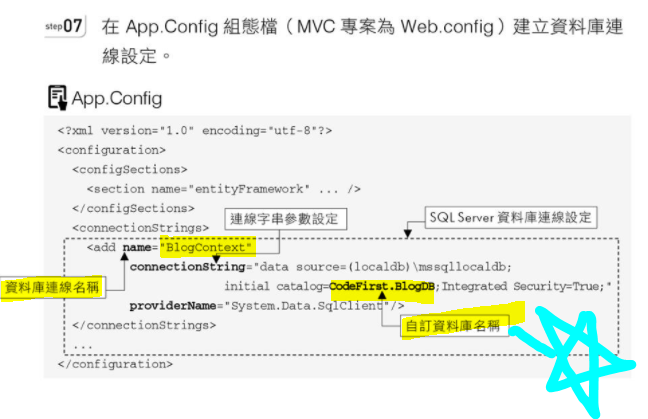 step 07 在 App.Config 組態檔（MVC 專案為 Web.config）建立資料庫連
線設定。
App.Config
<?xml version="1.0" encoding="utf-8"?>
<configuration>
<configSections>
<section name="entityFramework" ... />
</configSections>
連線字串參數設定
SQL Server 資料庫連線設定
<connectionStrings>
<add name="BlogContext"
connectionString="data source=(localdb)\mssqllocaldb;
資料庫連線名稱
initial catalog=CodeFirst.BlogDB;Integrated Security=True;"
providerName="System.Data.SqlClient"/>
</connectionStrings>
自訂資料庫名稱
...
</configuration>